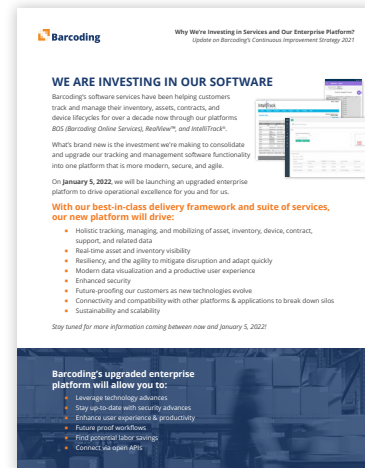 Barcoding
Why We're Investing in Services and Our Enterprise Platform?
Update on Barcoding's Continuous Improvement Strategy 2021
WE ARE INVESTING IN OUR SOFTWARE
Barcoding's software services have been helping customers
track and manage their inventory, assets, contracts, and
device lifecycles for over a decade now through our platforms
BOS (Barcoding Online Services), RealView™, and IntelliTrack®.
What's brand new is the investment we're making to consolidate
and upgrade our tracking and management software functionality
into one platform that is more modern, secure, and agile.
On January 5, 2022, we will be launching an upgraded enterprise
platform to drive operational excellence for you and for us.
With our best-in-class delivery framework and suite of services,
our new platform will drive:
• Holistic tracking, managing, and mobilizing of asset, inventory, device, contract,
support, and related data
• Real-time asset and inventory visibility
• Resiliency, and the agility to mitigate disruption and adapt quickly
• Modern data visualization and a productive user experience
• Enhanced security
• Future-proofing our customers as new technologies evolve
• Connectivity and compatibility with other platforms & applications to break down silos
• Sustainability and scalability
Stay tuned for more information coming between now and January 5, 2022!
Barcoding's upgraded enterprise
platform will allow you to:
• Leverage technology advances
• Stay up-to-date with security advances
• Enhance user experience & productivity
• Future proof workflows
• Find potential labor savings
• Connect via open APIs